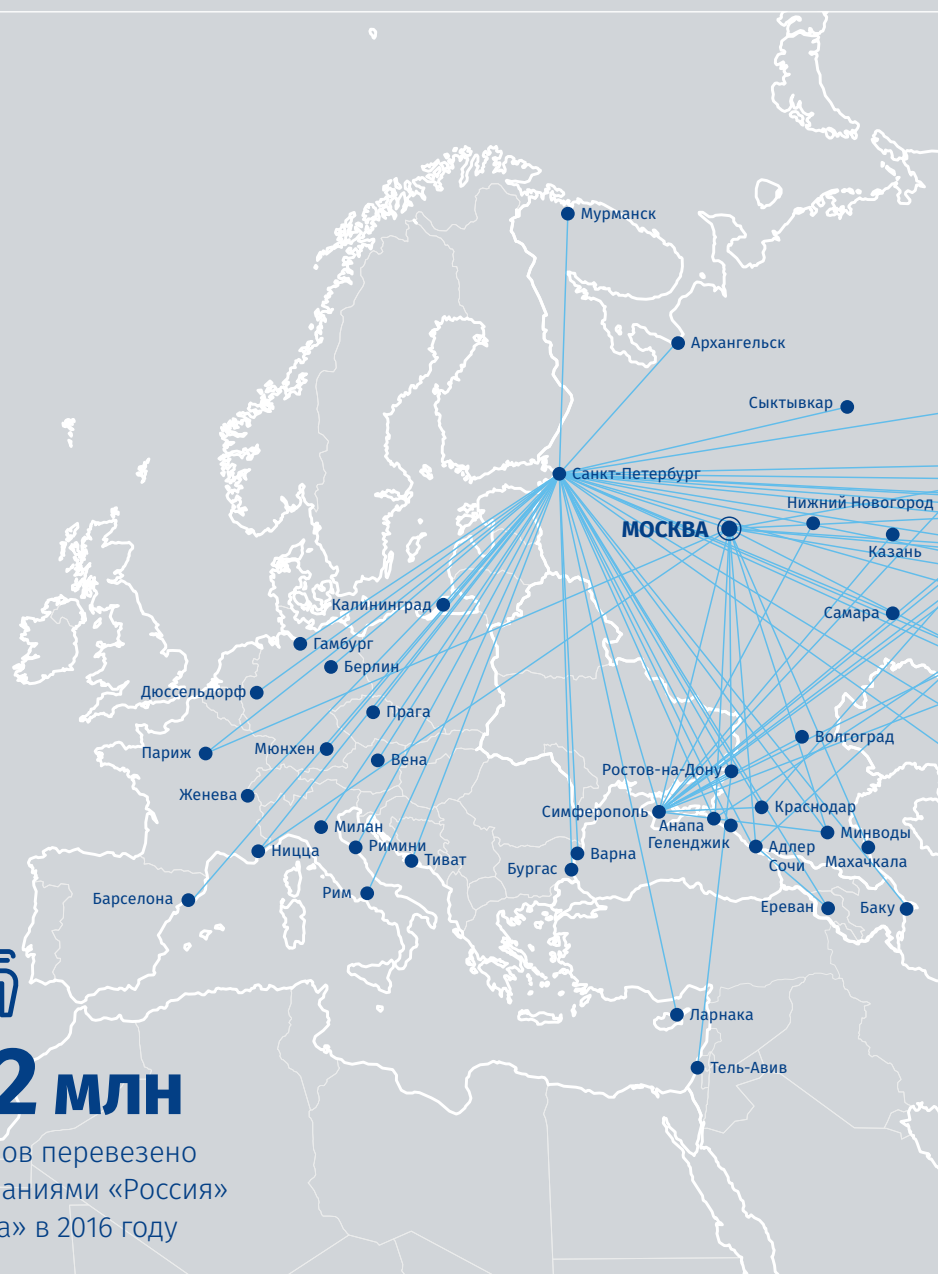 Мурманск
Архангельск
Сыктывкар
Санкт-Петербург
Нижний Новогород
МОСКВА
Казань
Калининград
Самара
Гамбург
Берлин
Дюссельдорф
Прага
Волгоград
Париж
Мюнхен
Вена
Ростов-на-Дону
Женева
Краснодар
Симферополь
Анапа
Милан
Минводы
Геленджик
Римини
Адлер
Сочи
Ницца
Варна
Тиват
Махачкала
Бургас
Рим
Барселона
Ереван
Баку
Ларнака
Тель-Авив
2 млн
ов перевезено
аниями «Россия»
а» в 2016 году